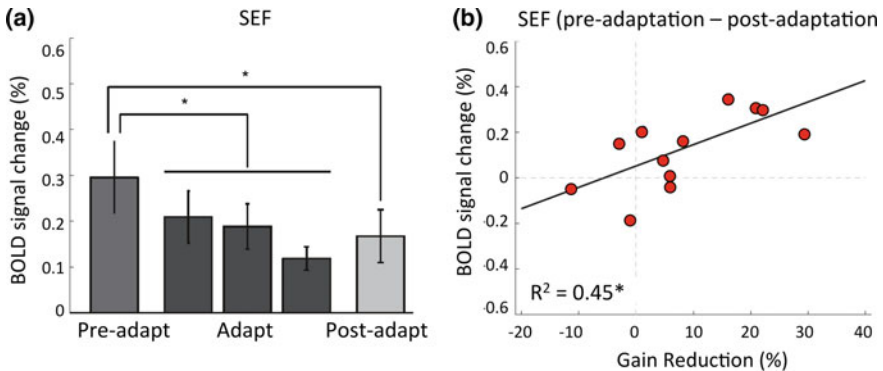 (a)
SEF
BOLD signal change (%)
0.6
0.5
0.4
0.3
0.2
0.1
0
*
*
Pre-adapt
Adapt
Post-adapt
(b)
SEF (pre-adaptation – post-adaptation
BOLD signal change (%)
0.6
0.4
0.2
0
0.2
0.4
0.6
R² = 0.45*
-20
-10
0
10
20
30
40
Gain Reduction (%)